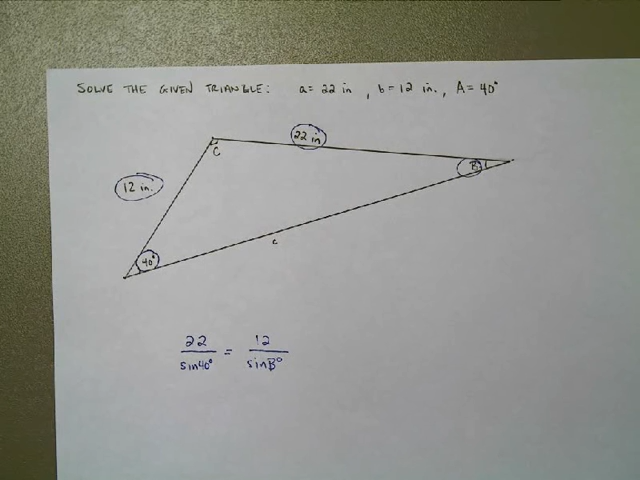 SOLVE THE GIVEN TRIANGLE: a = 22 in , b = 12 in. , A = 40°
22 in
C
B
12 in.
c
40°
22 / sin40° = 12 / sinB°